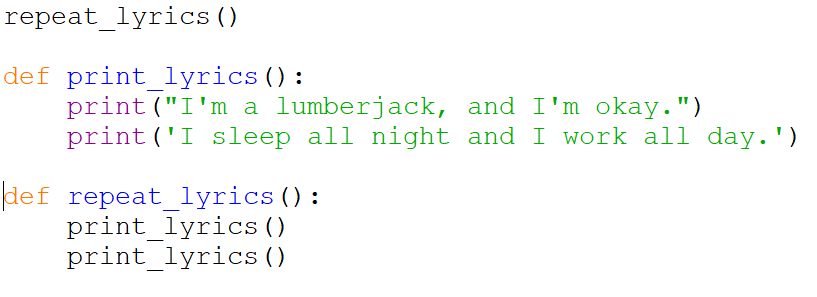 repeat_lyrics()

def print_lyrics():
    print("I'm a lumberjack, and I'm okay.")
    print('I sleep all night and I work all day.')

def repeat_lyrics():
    print_lyrics()
    print_lyrics()